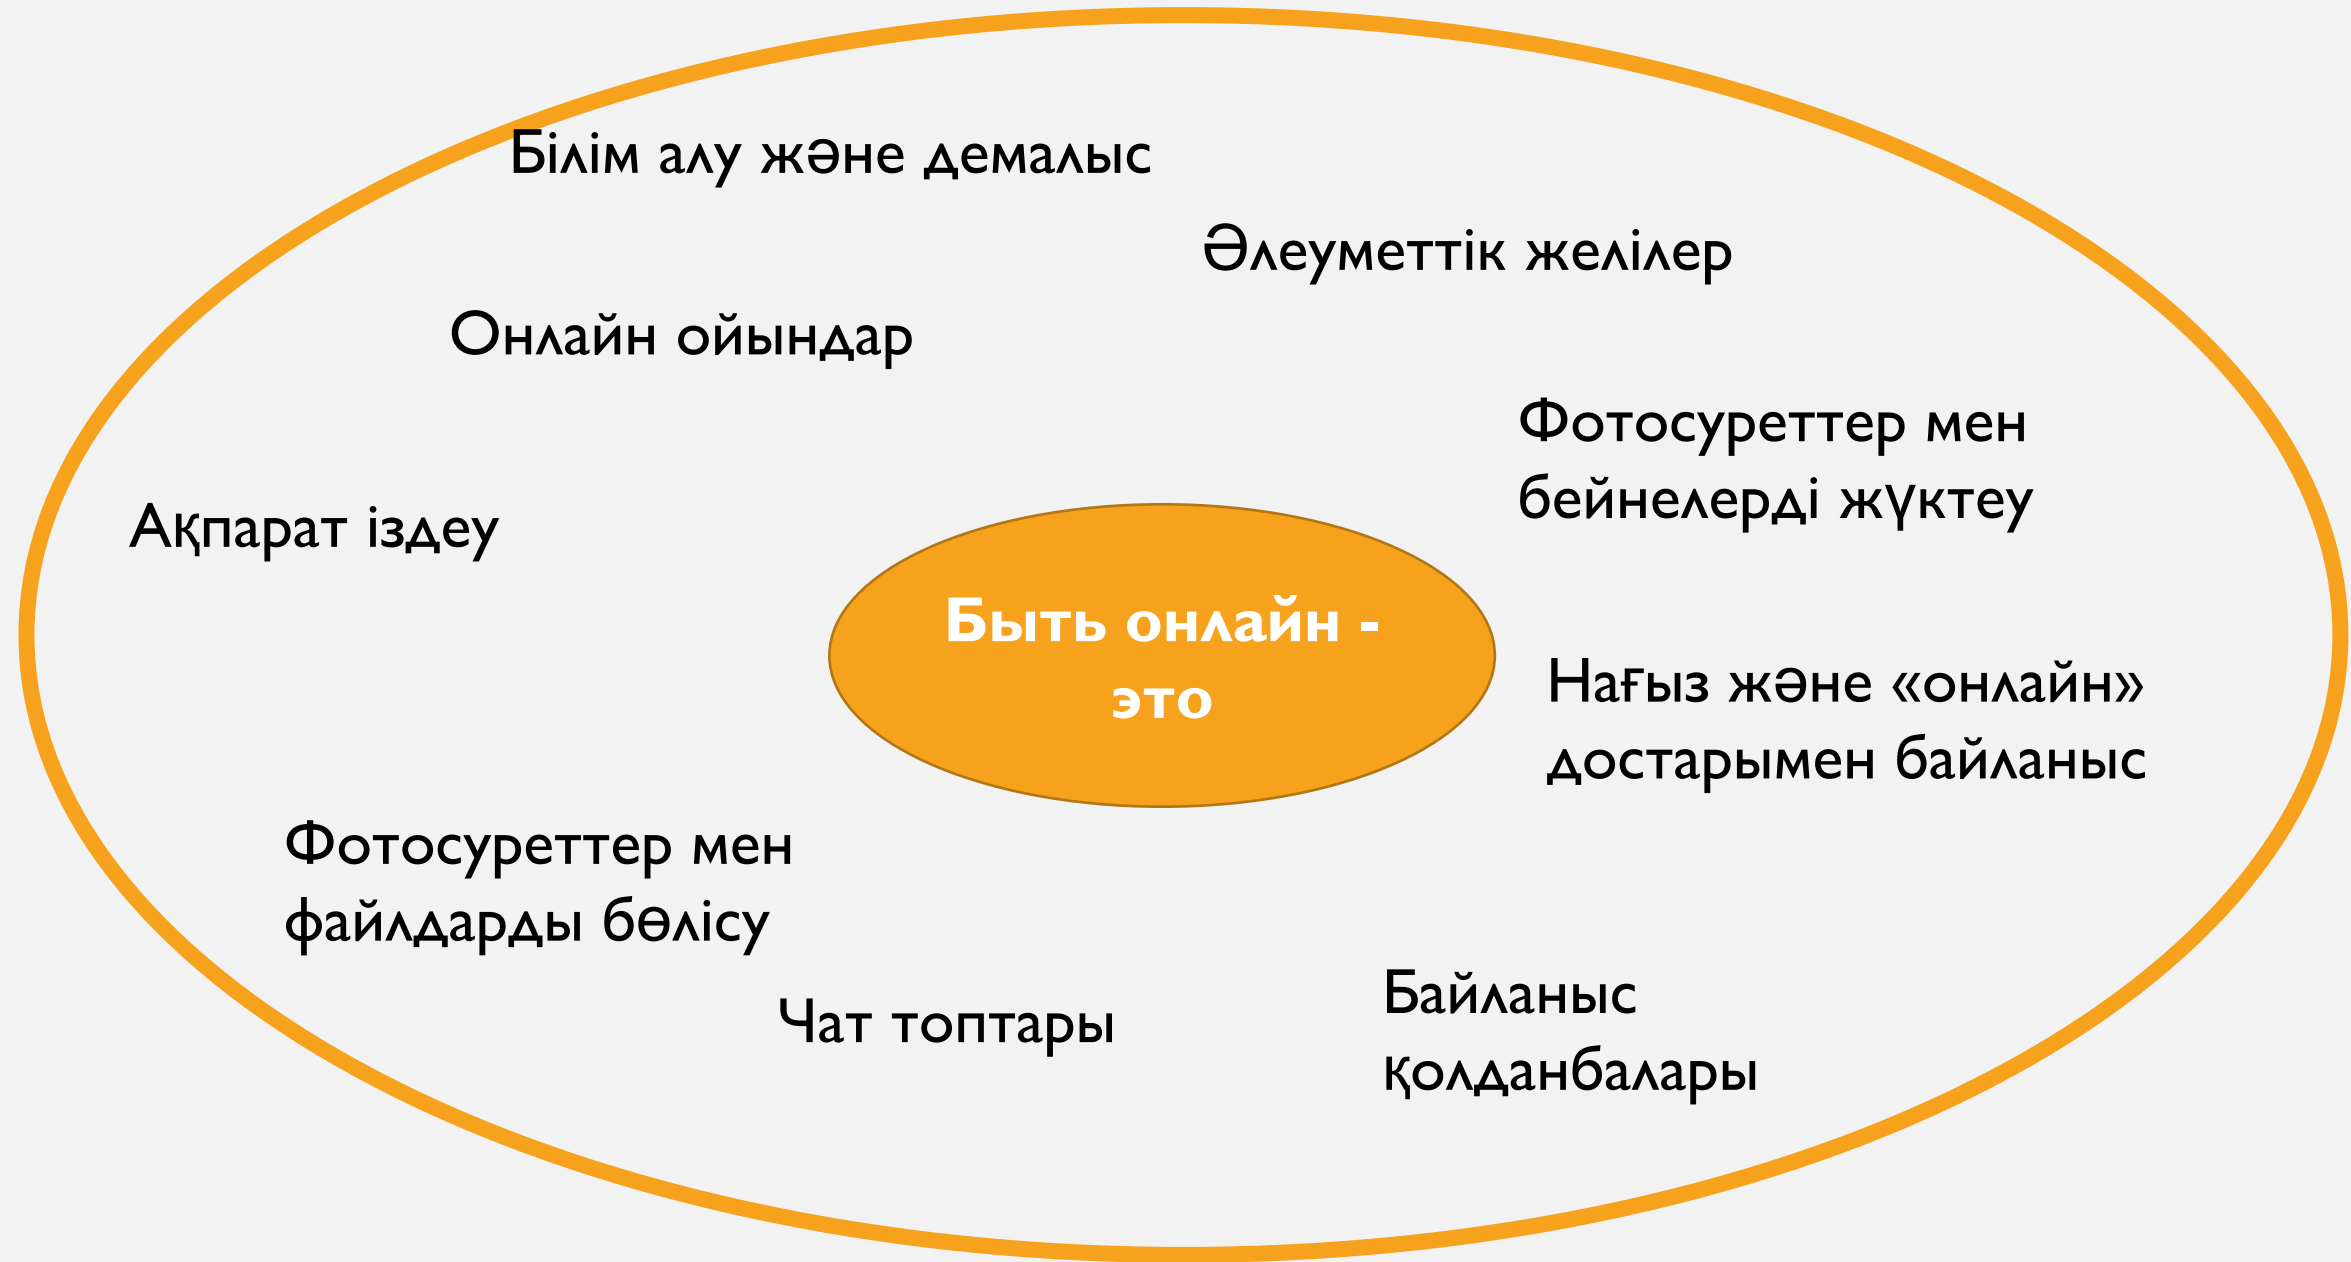 Білім алу және демалыс
Әлеуметтік желілер
Онлайн ойындар
Фотосуреттер мен
бейнелерді жүктеу
Ақпарат іздеу
Быть онлайн -
это
Нағыз және «онлайн»
достарымен байланыс
Фотосуреттер мен
файлдарды бөлісу
Чат топтары
Байланыс
қолданбалары